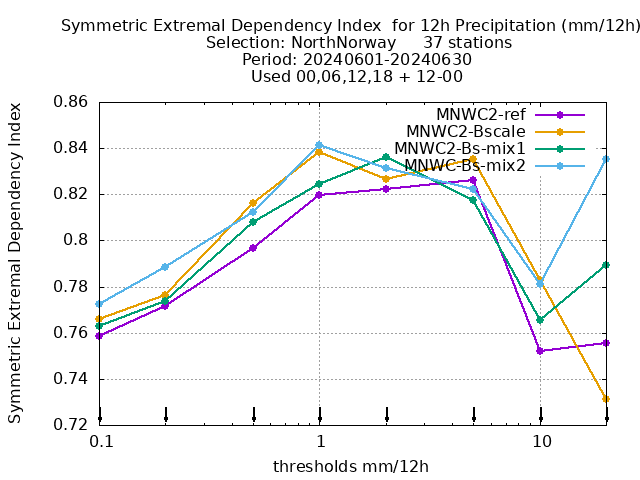 Symmetric Extremal Dependency Index  for 12h Precipitation (mm/12h)
Selection: NorthNorway     37 stations
Period: 20240601-20240630
Used 00,06,12,18 + 12-00
Symmetric Extremal Dependency Index
0.86
0.84
0.82
0.8
0.78
0.76
0.74
0.72
MNWC2-ref
MNWC2-Bscale
MNWC2-Bs-mix1
MNWC-Bs-mix2
0.1
1
10
thresholds mm/12h